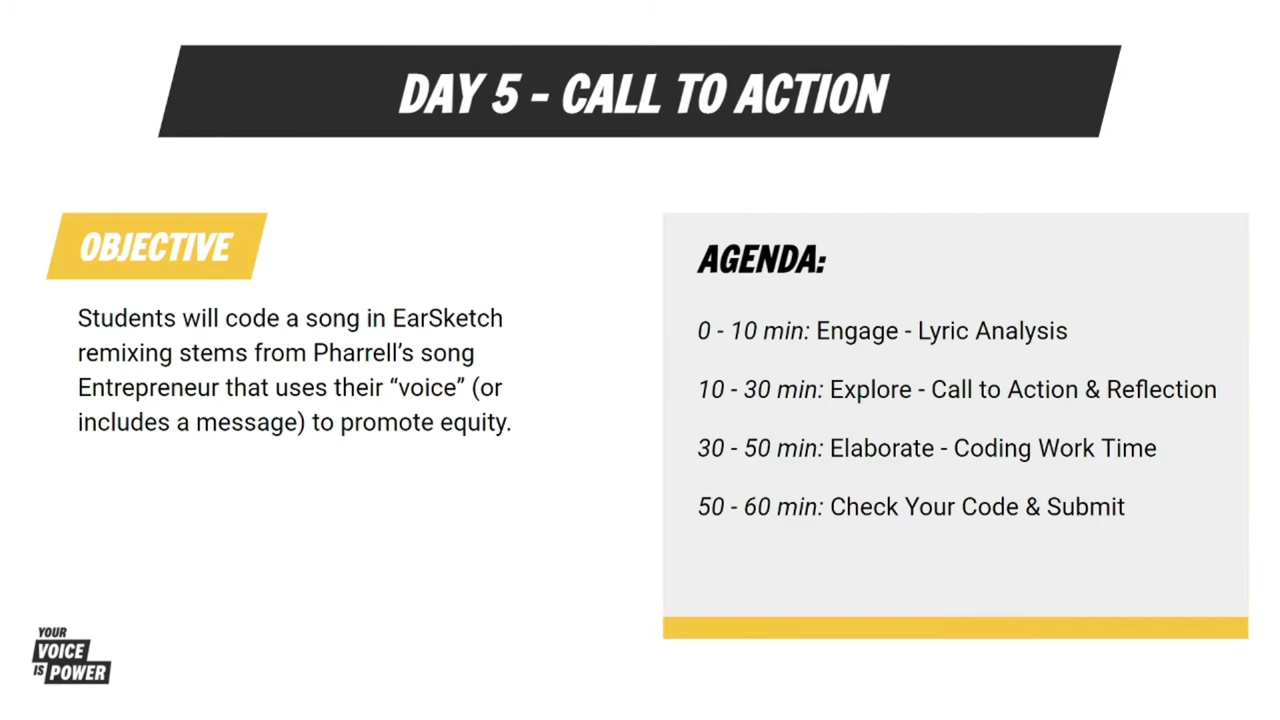 DAY 5 - CALL TO ACTION
OBJECTIVE
Students will code a song in EarSketch
remixing stems from Pharrell’s song
Entrepreneur that uses their “voice” (or
includes a message) to promote equity.
AGENDA:
0 - 10 min: Engage - Lyric Analysis
10 - 30 min: Explore - Call to Action & Reflection
30 - 50 min: Elaborate - Coding Work Time
50 - 60 min: Check Your Code & Submit
YOUR
VOICE
IS POWER